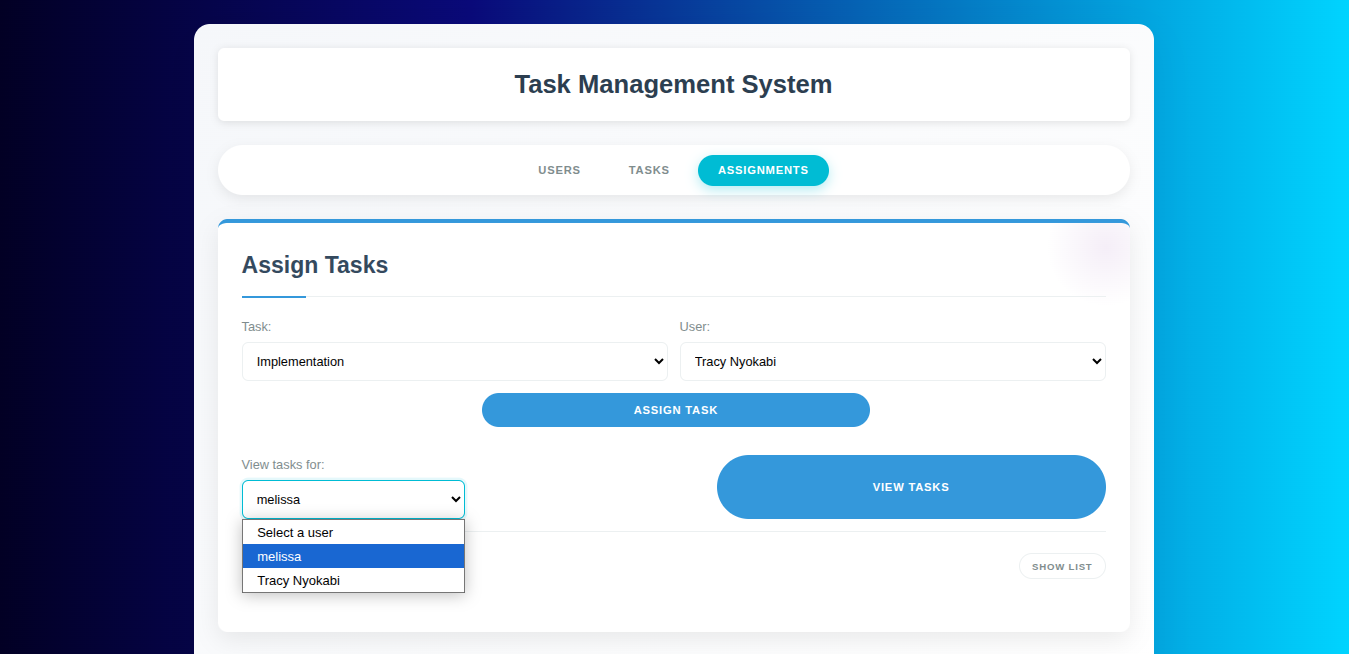 Task Management System
USERS TASKS ASSIGNMENTS
Assign Tasks
Task: User:
Implementation Tracy Nyokabi
ASSIGN TASK
View tasks for:
VIEW TASKS
melissa
Select a user
melissa
SHOW LIST
Tracy Nyokabi